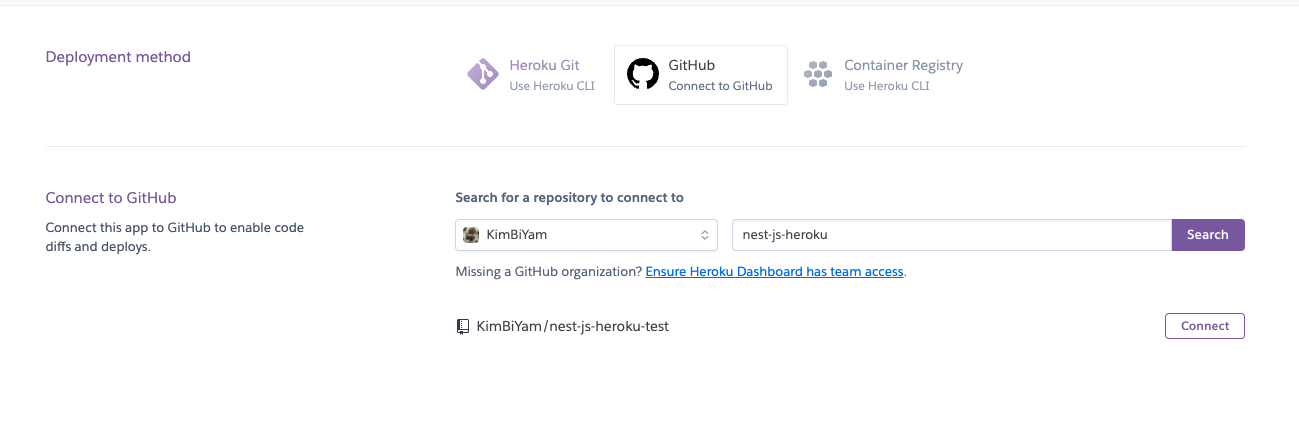 Deployment method
Heroku Git
Use Heroku CLI
GitHub
Connect to GitHub
Container Registry
Use Heroku CLI
Connect to GitHub
Connect this app to GitHub to enable code
diffs and deploys.
Search for a repository to connect to
KimBiYam
nest-js-heroku
Search
Missing a GitHub organization? Ensure Heroku Dashboard has team access.
KimBiYam/nest-js-heroku-test
Connect